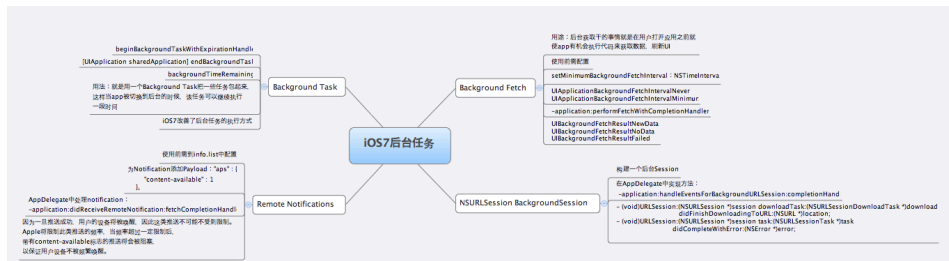 iOS7后台任务
Background Task
beginBackgroundTaskWithExpirationHandle
[UIApplication sharedApplication] endBackgroundTask
backgroundTimeRemaining
用法：就是用一个Background Task把一些任务包起来，
这样当app被切换到后台的时候，该任务可以继续执行
一段时间
iOS7改善了后台任务的执行方式
Remote Notifications
使用前需到info.list中配置
为Notification添加Payload："aps"：{
"content-available"：1
},
AppDelegate中处理notification：
-application:didReceiveRemoteNotification:fetchCompletionHandl
因为一旦推送成功，用户的设备将被唤醒，因此这类推送不可能不受到限制。
Apple将限制此类推送的频率，当频率超过一定限制后，
带有content-available标志的推送将会被阻塞，
以保证用户设备不被频繁唤醒。
Background Fetch
用途：后台获取干的事情就是在用户打开应用之前就
使app有机会执行代码来获取数据，刷新UI
使用前需配置
setMinimumBackgroundFetchInterval：NSTimeInterva
UIApplicationBackgroundFetchIntervalNever
UIApplicationBackgroundFetchIntervalMinimur
-application:performFetchWithCompletionHandler
UIBackgroundFetchResultNewData
UIBackgroundFetchResultNoData
UIBackgroundFetchResultFailed
NSURLSession BackgroundSession
构建一个后台Session
在AppDelegate中实现方法：
-application:handleEventsForBackgroundURLSession:completionHand
- (void)URLSession:(NSURLSession *)session downloadTask:(NSURLSessionDownloadTask *)download
didFinishDownloadingToURL:(NSURL *)location;
- (void)URLSession:(NSURLSession *)session task:(NSURLSessionTask *)task
didCompleteWithError:(NSError *)error;